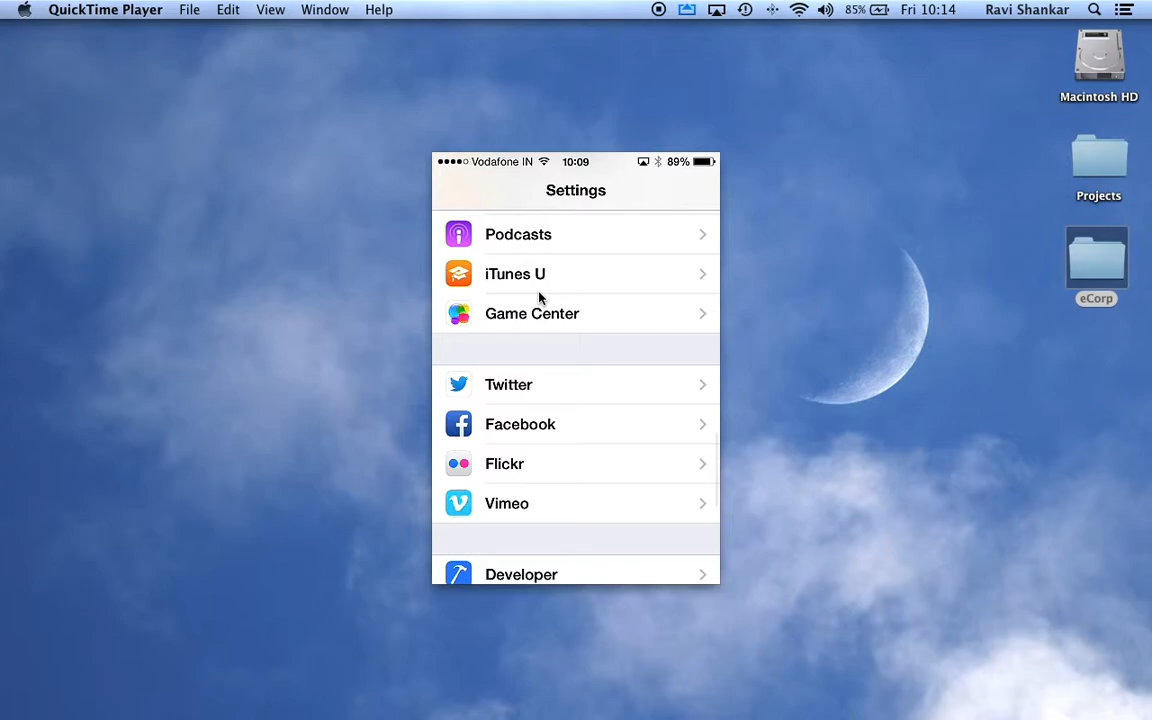 QuickTime Player File Edit View Window Help 85% Fri 10:14 Ravi Shankar
Macintosh HD
Projects
eCorp
Vodafone IN 10:09 89%
Settings
Podcasts
iTunes U
Game Center
Twitter
Facebook
Flickr
Vimeo
Developer